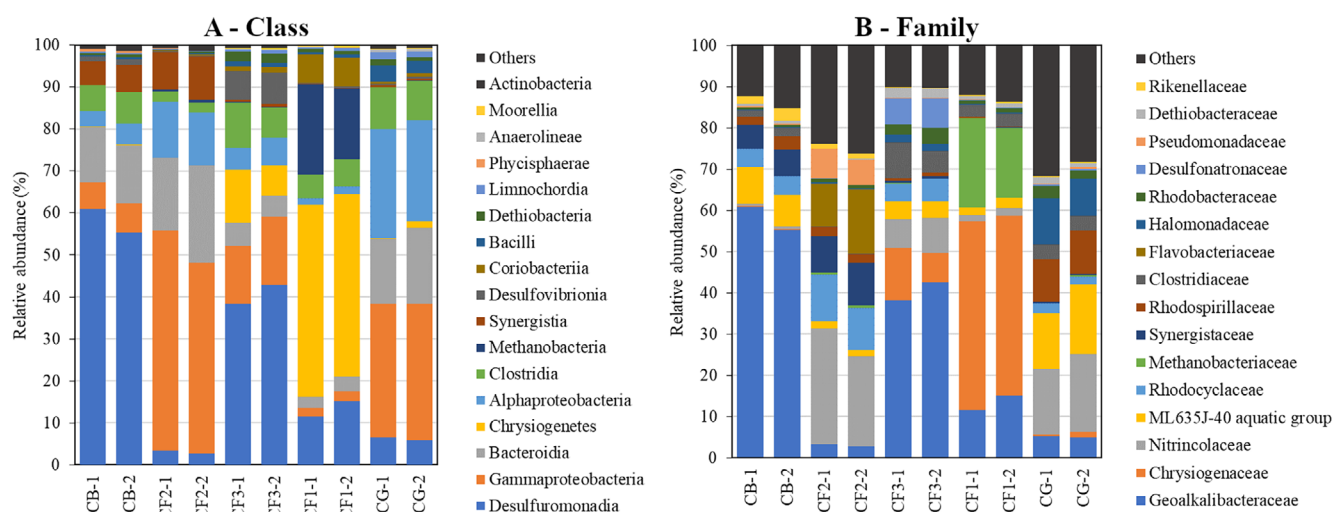 A - Class
Relative abundance (%)
100
90
80
70
60
50
40
30
20
10
0
CB-1
CB-2
CF2-1
CF2-2
CF3-1
CF3-2
CF1-1
CF1-2
CG-1
CG-2
Others
Actinobacteria
Moorellia
Anaerolineae
Phycisphaerae
Limnochordia
Dethiobacteria
Bacilli
Coriobacteriia
Desulfovibrionia
Synergistia
Methanobacteria
Clostridia
Alphaproteobacteria
Chrysiogenetes
Bacteroidia
Gammaproteobacteria
Desulfuromonadia
B - Family
Relative abundance (%)
100
90
80
70
60
50
40
30
20
10
0
CB-1
CB-2
CF2-1
CF2-2
CF3-1
CF3-2
CF1-1
CF1-2
CG-1
CG-2
Others
Rikenellaceae
Dethiobacteraceae
Pseudomonadaceae
Desulfonatronaceae
Rhodobacteraceae
Halomonadaceae
Flavobacteriaceae
Clostridiaceae
Rhodospirillaceae
Synergistaceae
Methanobacteriaceae
Rhodocyclaceae
ML635J-40 aquatic group
Nitrincolaceae
Chrysiogenaceae
Geoalkalibacteraceae